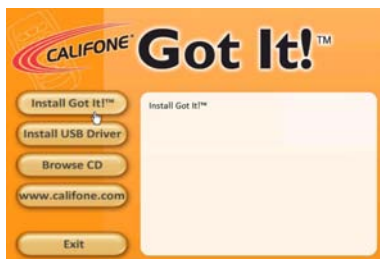 CALIFONE®
Got It!™
Install Got It!™
Install Got It!™
Install USB Driver
Browse CD
www.califone.com
Exit